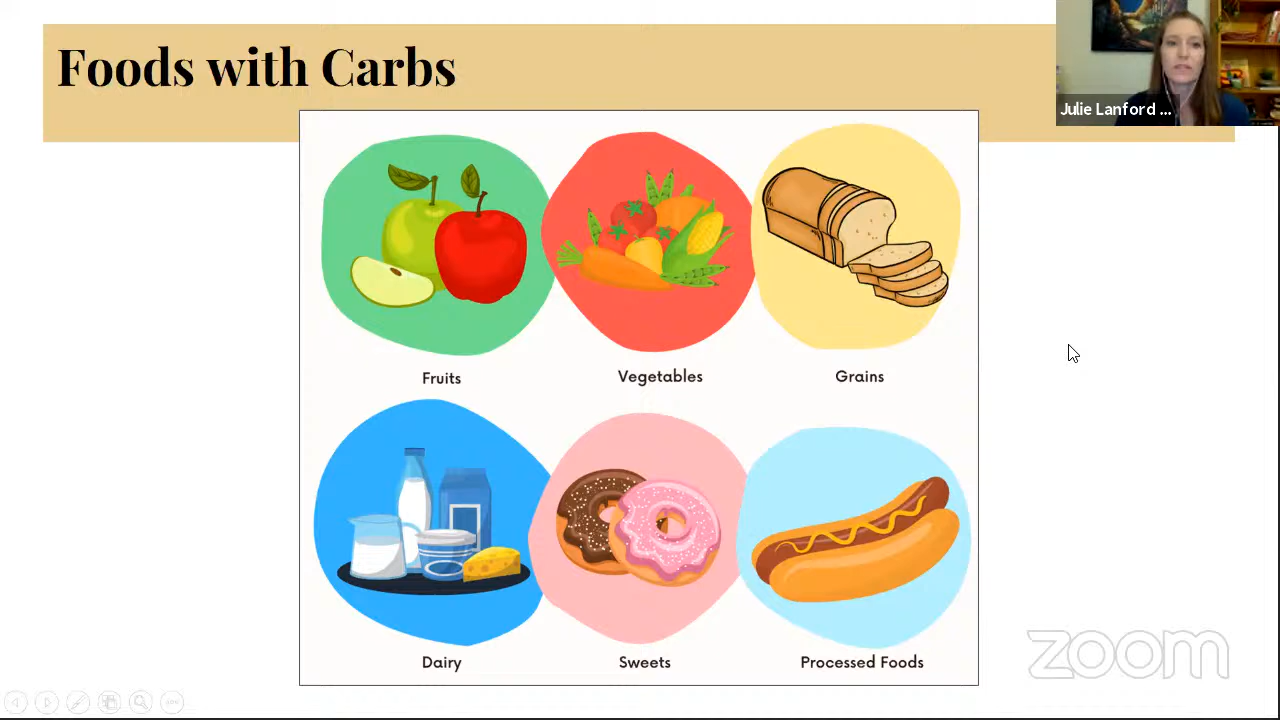 Foods with Carbs
Julie Lanford ...
Fruits
Vegetables
Grains
Dairy
Sweets
Processed Foods
zoom